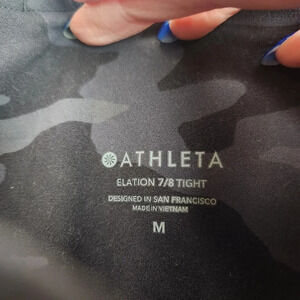 ATHLETA
ELATION 7/8 TIGHT
DESIGNED IN SAN FRANCISCO
MADE IN VIETNAM
M